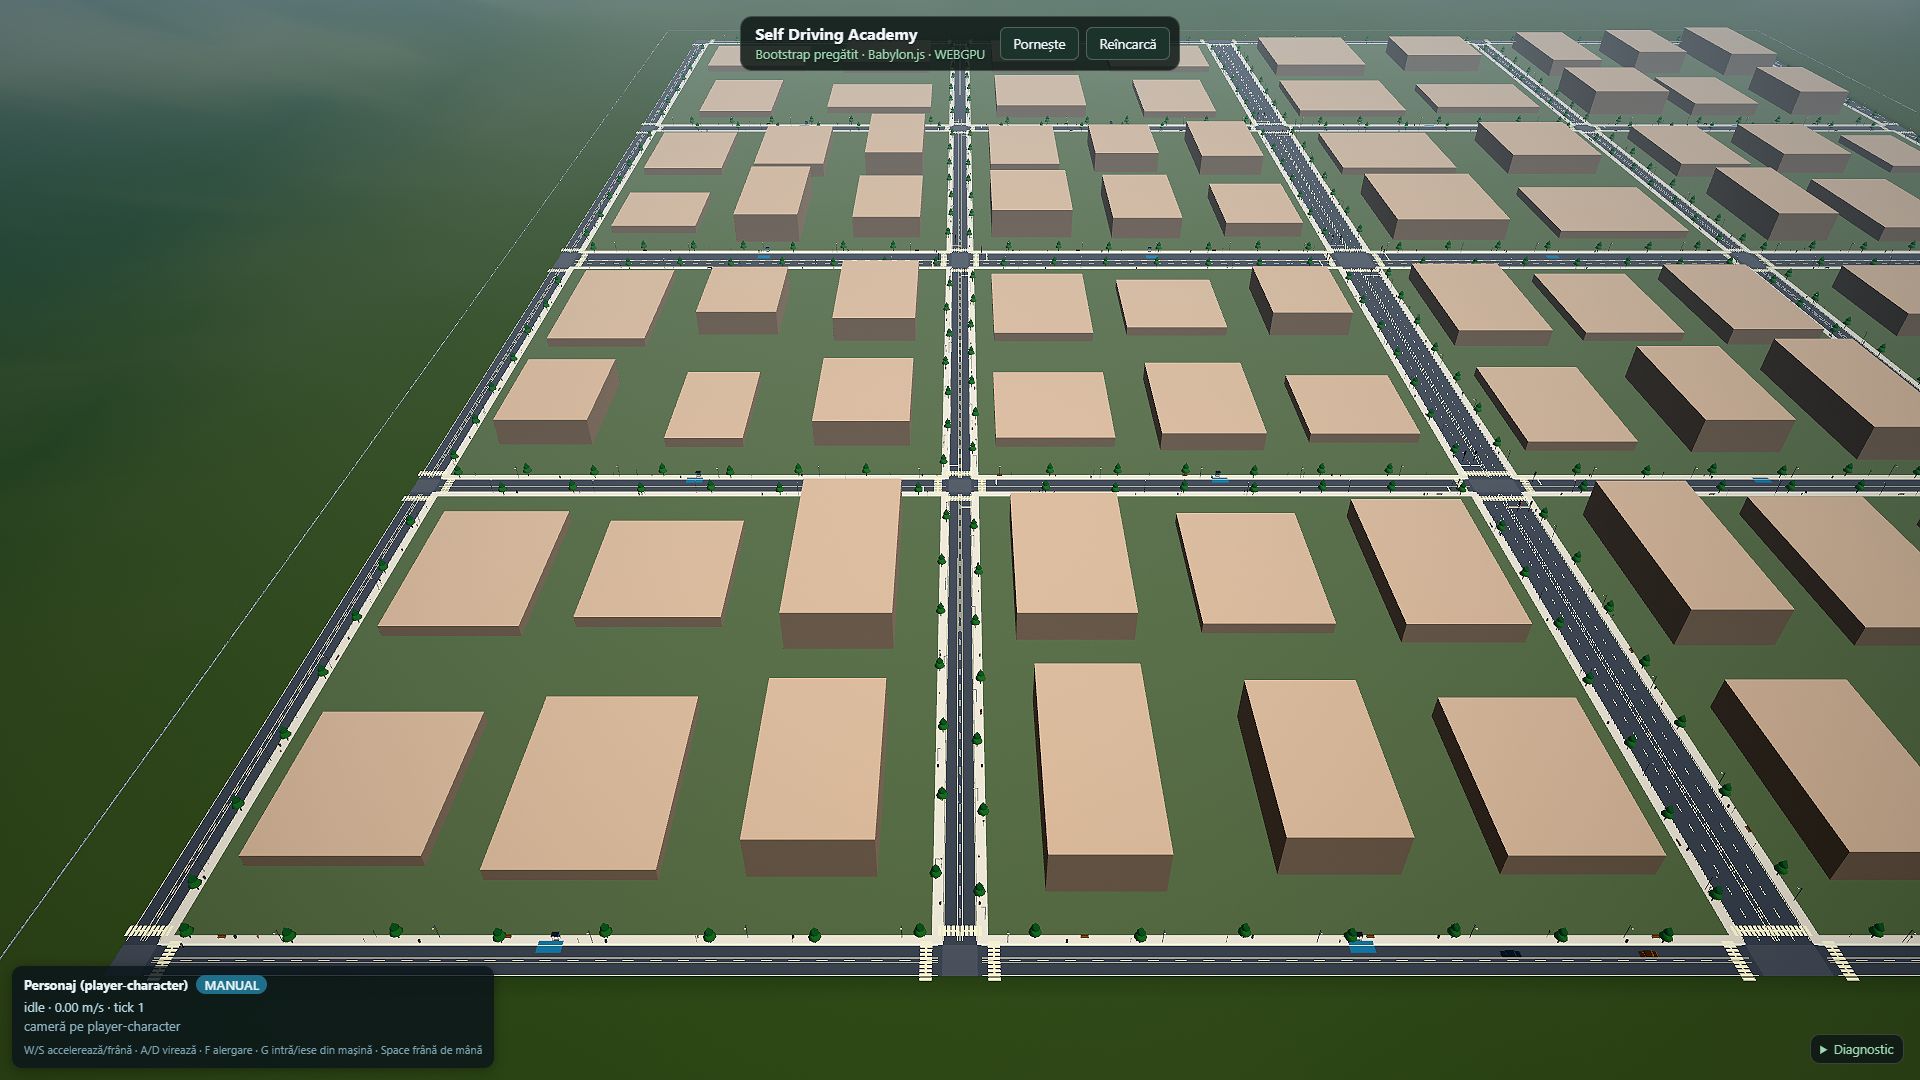 Self Driving Academy
Bootstrap pregătit · Babylon.js · WEBGPU
Pornește
Reîncarcă
Personaj (player-character) MANUAL
idle · 0.00 m/s · tick 1
cameră pe player-character
W/S accelerează/frână · A/D virează · F alergare · G intră/iese din mașină · Space frână de mână
▶ Diagnostic